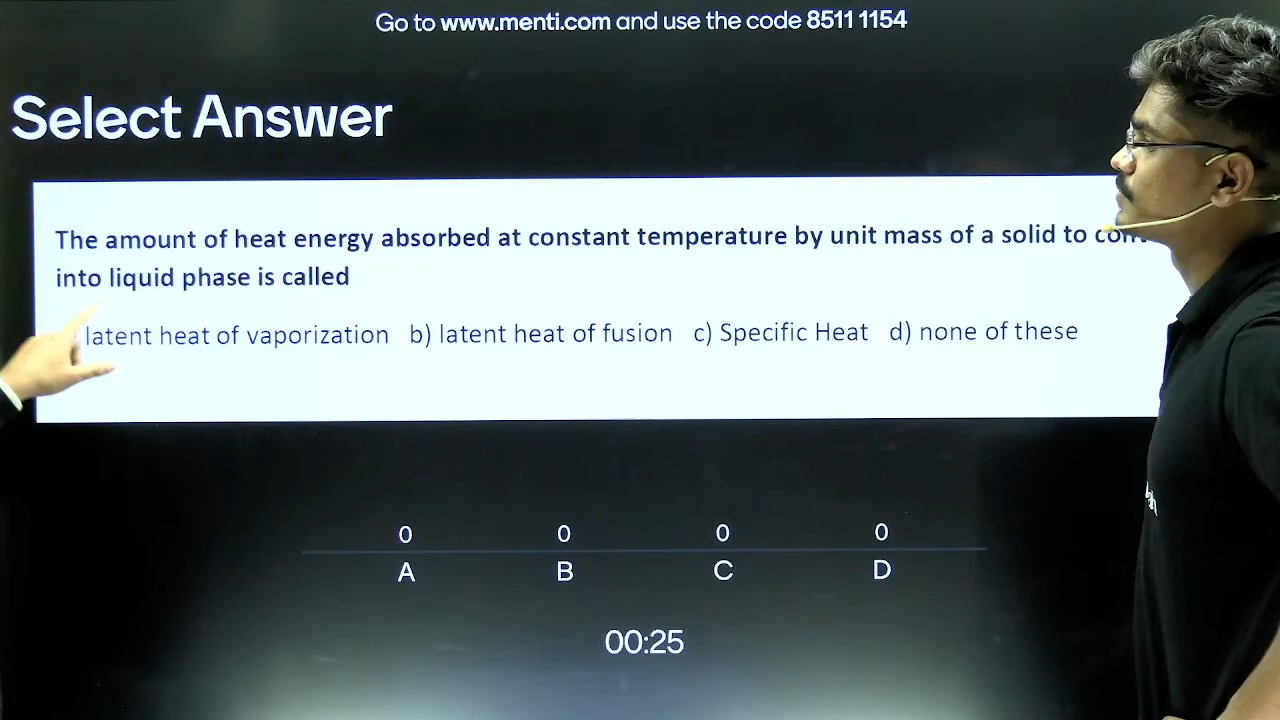 Go to www.menti.com and use the code 8511 1154
Select Answer
The amount of heat energy absorbed at constant temperature by unit mass of a solid to
into liquid phase is called
latent heat of vaporization b) latent heat of fusion c) Specific Heat d) none of these
0 0 0 0
A B C D
00:25